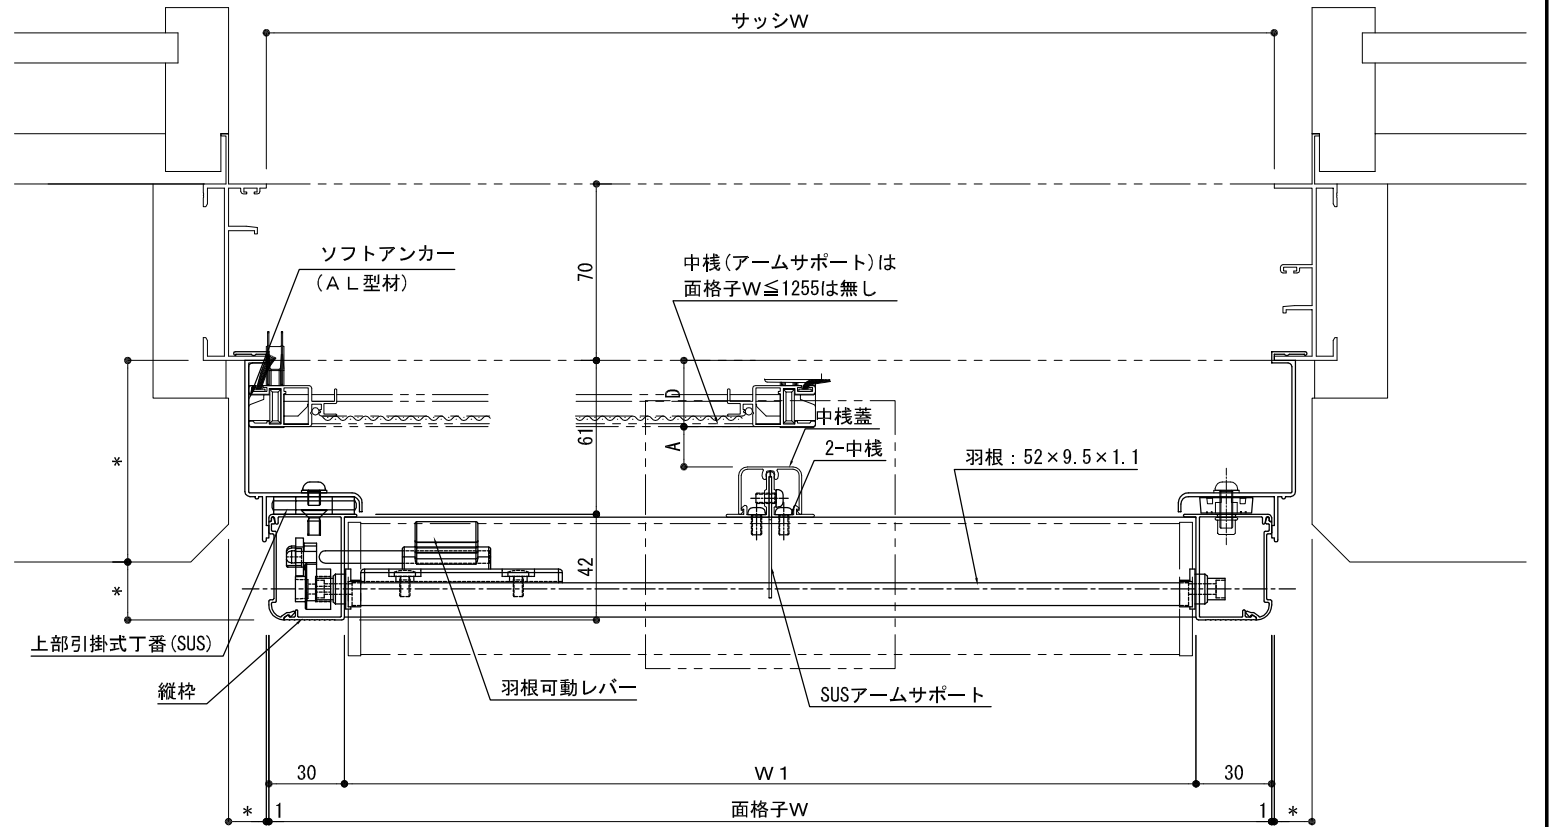 サッシW
ソフトアンカー
(AL型材)
70
中桟(アームサポート)は
面格子W≦1255は無し
D
61
A
中桟蓋
2-中桟
羽根：52×9.5×1.1
*
42
*
上部引掛式丁番(SUS)
縦枠
羽根可動レバー
SUSアームサポート
30
W1
30
*
1
面格子W
1
*